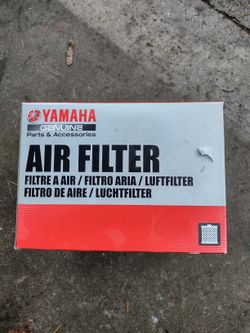 YAMAHA
GENUINE
Parts & Accessories
AIR FILTER
FILTRE A AIR / FILTRO ARIA / LUFTFILTER
FILTRO DE AIRE / LUCHTFILTER